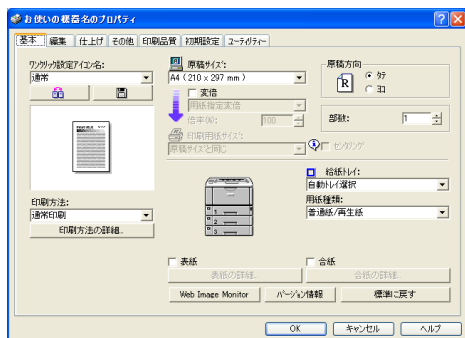 お使いの機器名のプロパティ
基本 編集 仕上げ その他 印刷品質 初期設定 ユーティリティー
ワンクリック設定アイコン名:
通常
印刷方法:
通常印刷
印刷方法の詳細...
原稿サイズ:
A4 ( 210 x 297 mm )
変倍
用紙指定変倍
倍率(%): 100
印刷用紙サイズ:
原稿サイズと同じ
原稿方向
R
タテ
ヨコ
部数: 1
センタリング
1
2
3
給紙トレイ:
自動トレイ選択
用紙種類:
普通紙/再生紙
表紙
表紙の詳細...
合紙
合紙の詳細...
Web Image Monitor バージョン情報 標準に戻す
OK キャンセル ヘルプ